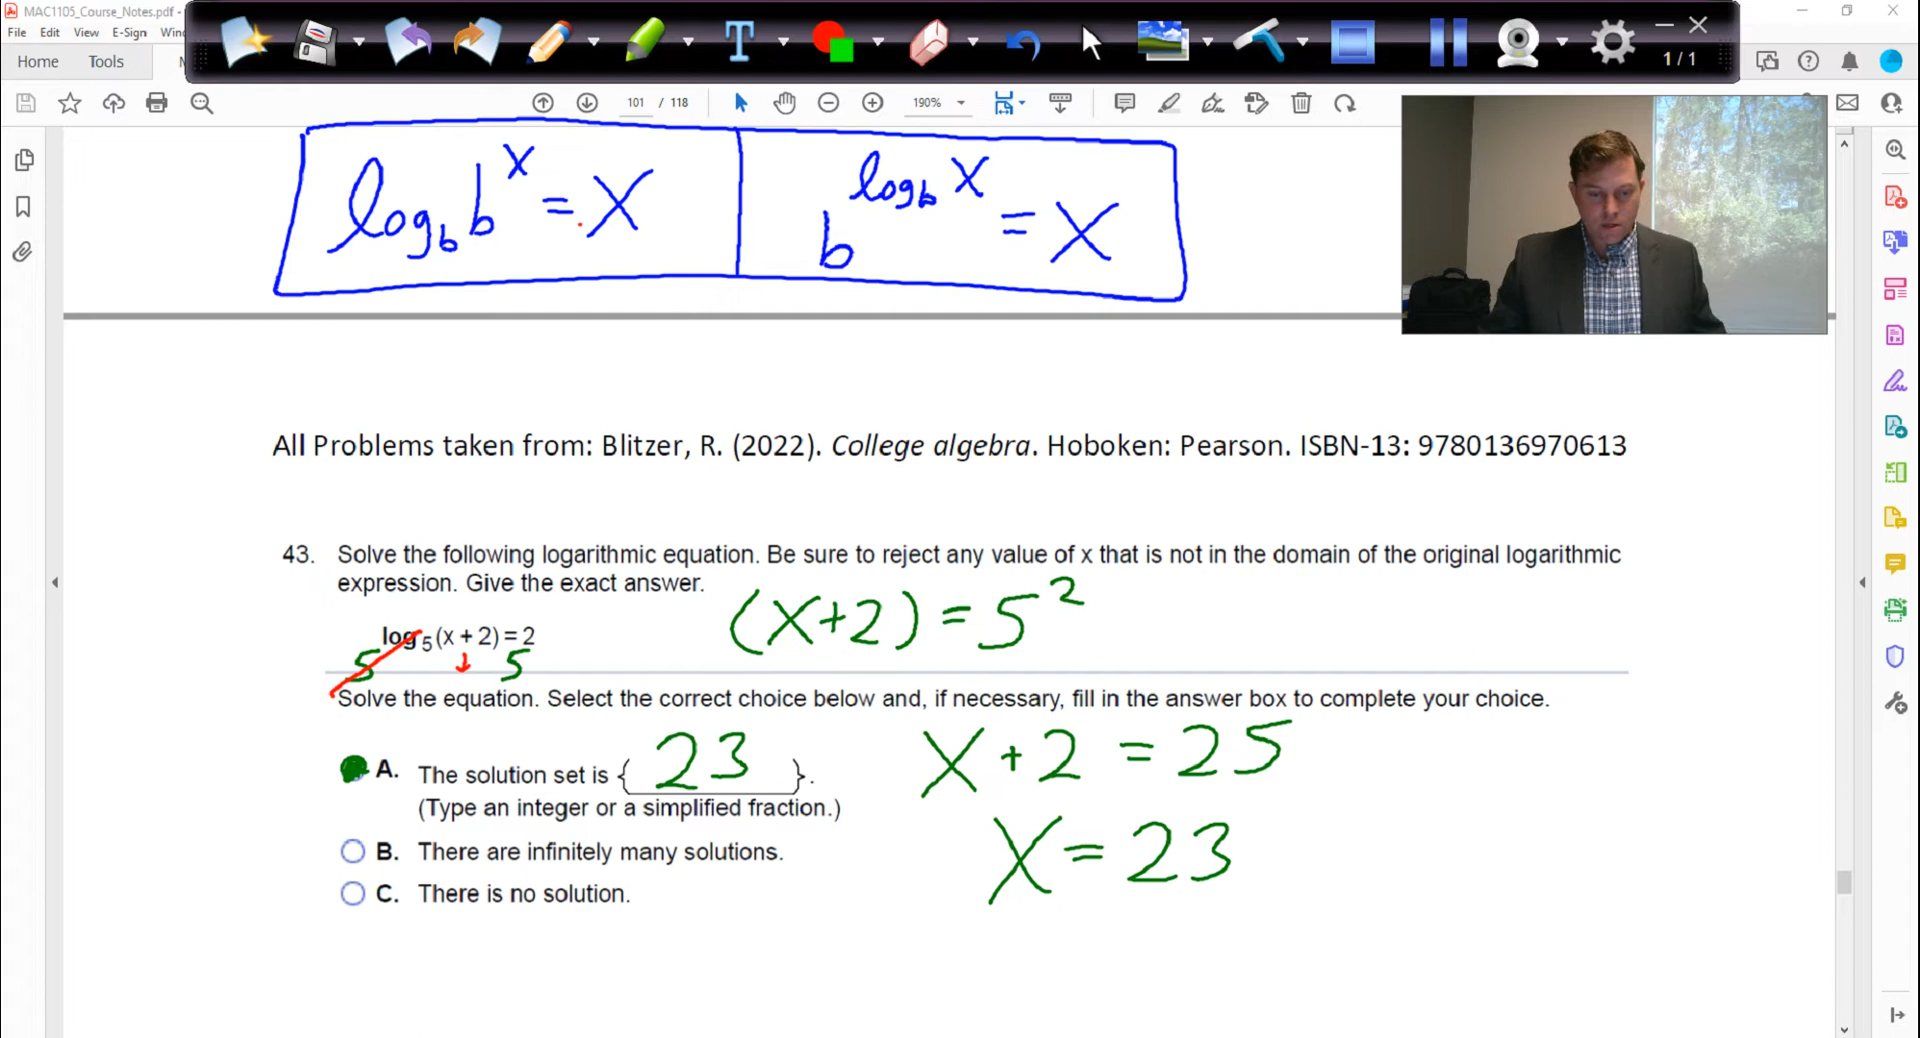 MAC1105_Course_Notes.pdf -
File Edit View E-Sign
Home Tools
1 / 1
101 / 118
190%
log_b b^x = x
b^(log_b x) = x
All Problems taken from: Blitzer, R. (2022). College algebra. Hoboken: Pearson. ISBN-13: 9780136970613
43. Solve the following logarithmic equation. Be sure to reject any value of x that is not in the domain of the original logarithmic
expression. Give the exact answer.
(x+2) = 5^2
log_5 (x + 2) = 2
5 5
Solve the equation. Select the correct choice below and, if necessary, fill in the answer box to complete your choice.
A. The solution set is { 23 }.
(Type an integer or a simplified fraction.)
x + 2 = 25
x = 23
B. There are infinitely many solutions.
C. There is no solution.